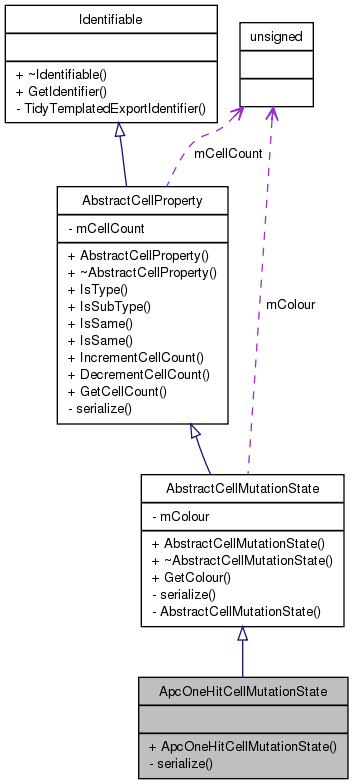 Identifiable
+ ~Identifiable()
+ GetIdentifier()
- TidyTemplatedExportIdentifier()
unsigned
mCellCount
AbstractCellProperty
- mCellCount
+ AbstractCellProperty()
+ ~AbstractCellProperty()
+ IsType()
+ IsSubType()
+ IsSame()
+ IsSame()
+ IncrementCellCount()
+ DecrementCellCount()
+ GetCellCount()
- serialize()
mColour
AbstractCellMutationState
- mColour
+ AbstractCellMutationState()
+ ~AbstractCellMutationState()
+ GetColour()
- serialize()
- AbstractCellMutationState()
ApcOneHitCellMutationState
+ ApcOneHitCellMutationState()
- serialize()